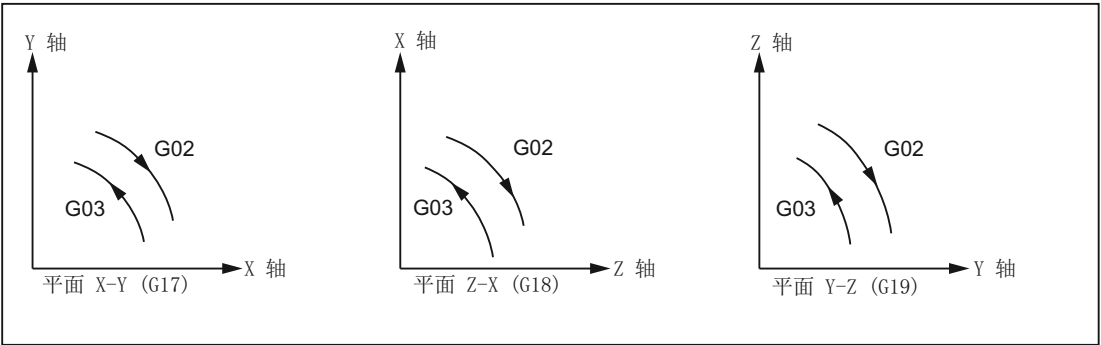 Y 轴
G02
G03
X 轴
平面 X-Y (G17)
X 轴
G02
G03
Z 轴
平面 Z-X (G18)
Z 轴
G02
G03
Y 轴
平面 Y-Z (G19)